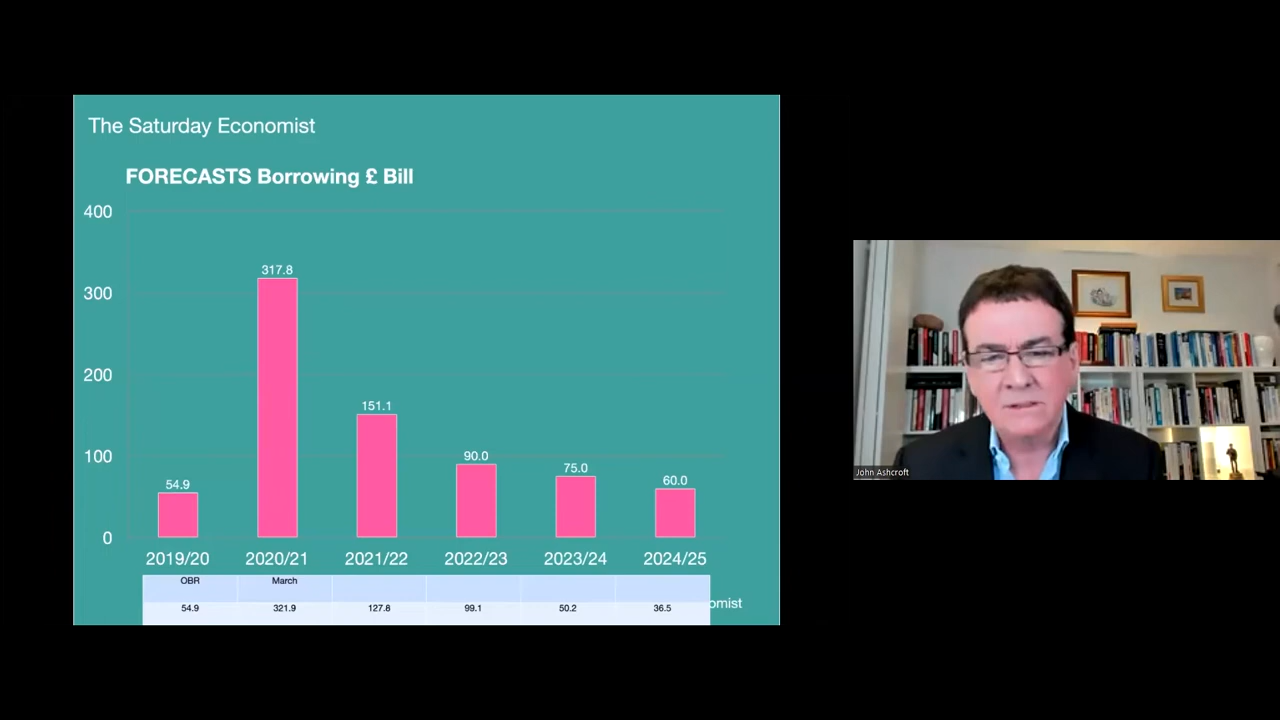 The Saturday Economist
FORECASTS Borrowing £ Bill
400
300
200
100
0
54.9
317.8
151.1
90.0
75.0
60.0
2019/20 2020/21 2021/22 2022/23 2023/24 2024/25
OBR March
54.9 321.9 127.8 99.1 50.2 36.5
omist
John Ashcroft